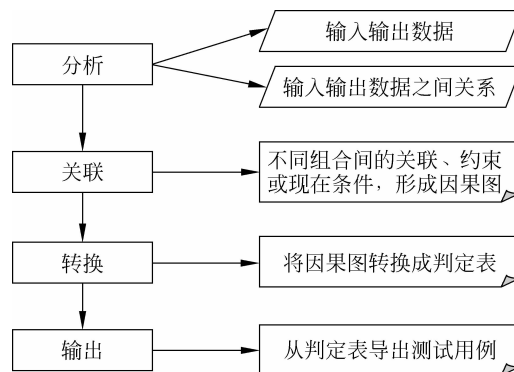 输入输出数据
分析
输入输出数据之间关系
关联
不同组合间的关联、约束
或现在条件，形成因果图
转换
将因果图转换成判定表
输出
从判定表导出测试用例